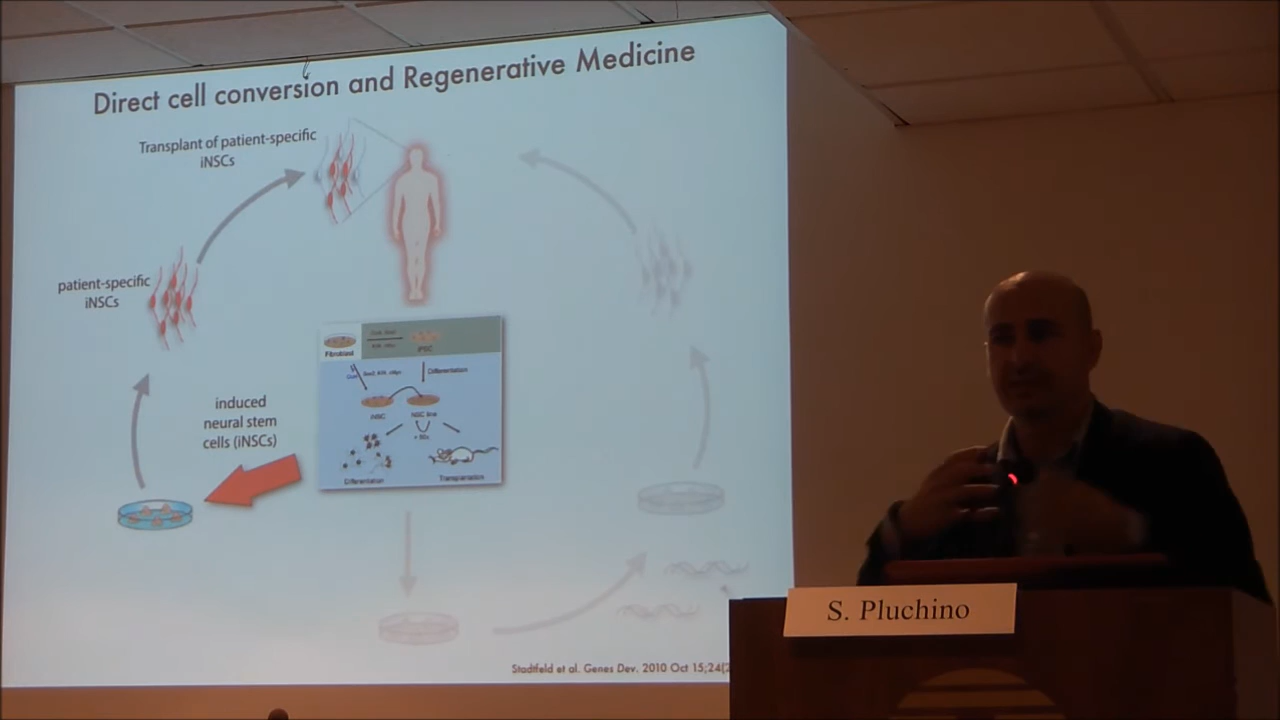 Direct cell conversion and Regenerative Medicine
Transplant of patient-specific
iNSCs
patient-specific
iNSCs
induced
neural stem
cells (iNSCs)
Fibroblast
iPSC
Differentiation
iNSC
NSC line
Differentiation
Transplantation
Stadtfeld et al. Genes Dev. 2010 Oct 15;24(
S. Pluchino